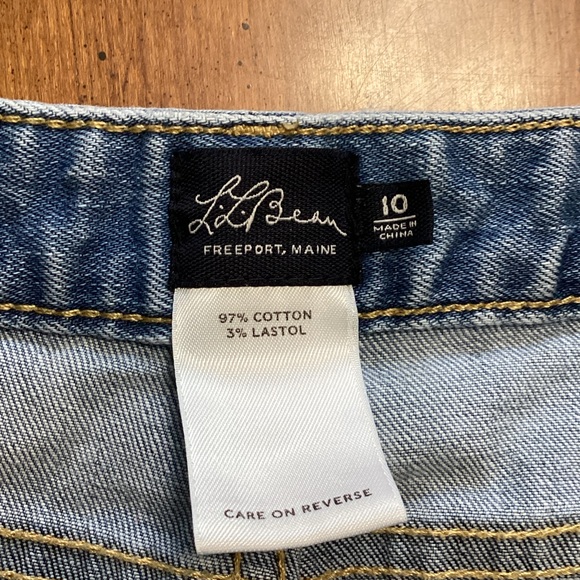 L.L.Bean
FREEPORT, MAINE
10
MADE IN
CHINA
97% COTTON
3% LASTOL
CARE ON REVERSE